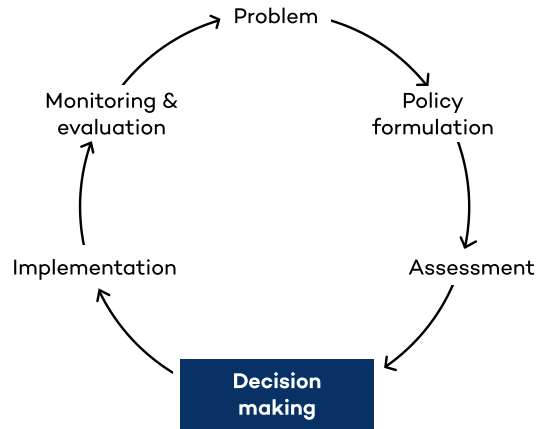 Problem
Policy
formulation
Assessment
Decision
making
Implementation
Monitoring &
evaluation